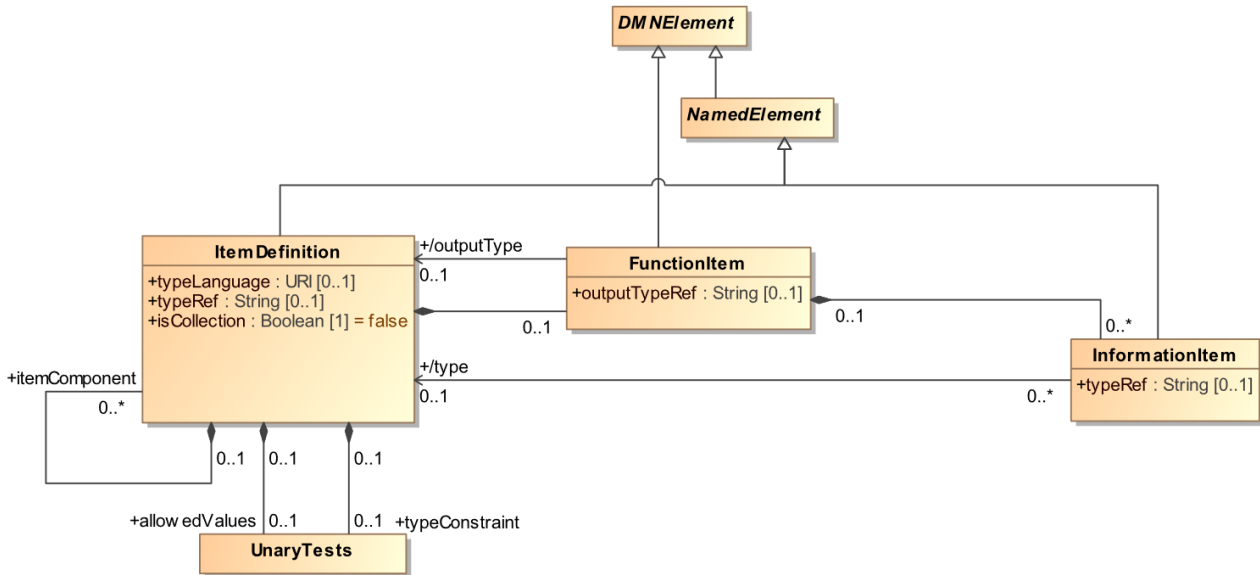 DMNElement
NamedElement
ItemDefinition
+typeLanguage : URI [0..1]
+typeRef : String [0..1]
+isCollection : Boolean [1] = false
+/outputType
0..1
0..1
FunctionItem
+outputTypeRef : String [0..1]
0..1
0..*
InformationItem
+typeRef : String [0..1]
+/type
0..1
0..*
+itemComponent
0..*
0..1
0..1
0..1
+allowedValues
0..1
0..1
+typeConstraint
UnaryTests